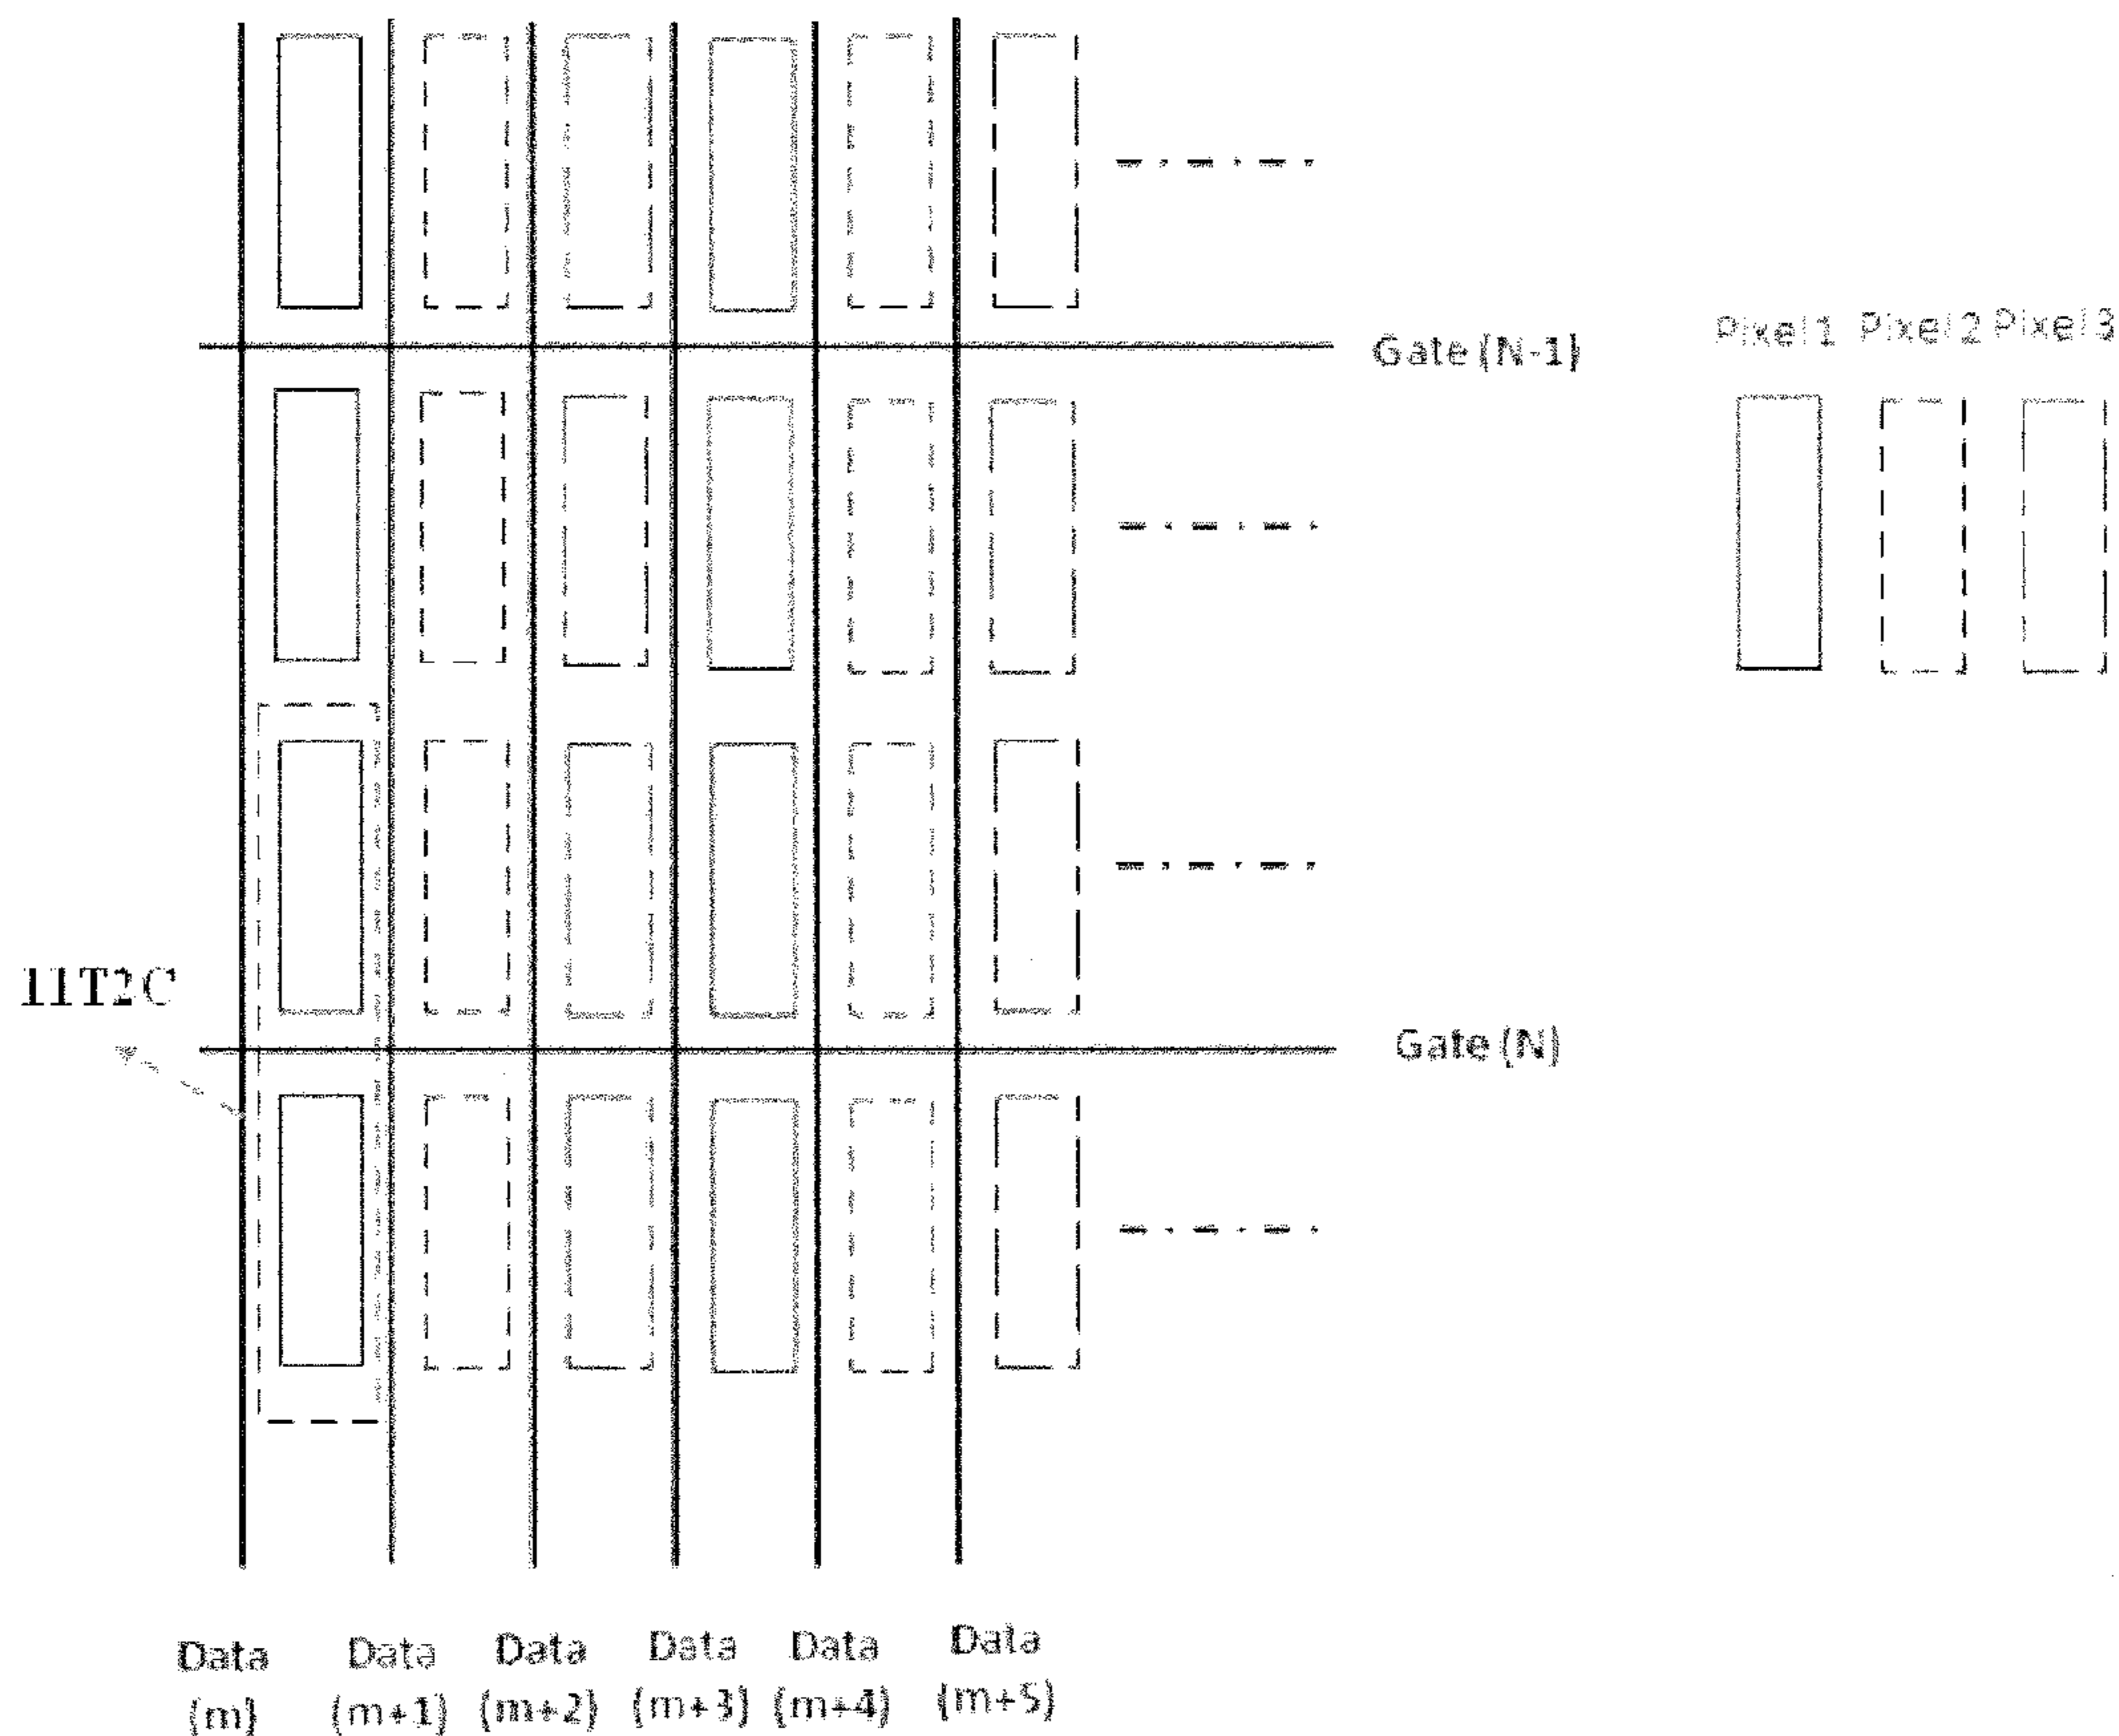 Pixel 1 Pixel 2 Pixel 3
Gate (N-1)
11T2C
Gate (N)
Data (m)
Data (m+1)
Data (m+2)
Data (m+3)
Data (m+4)
Data (m+5)